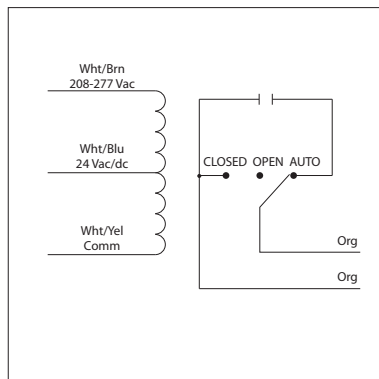 Wht/Brn
208-277 Vac
Wht/Blu
24 Vac/dc
Wht/Yel
Comm
CLOSED OPEN AUTO
Org
Org